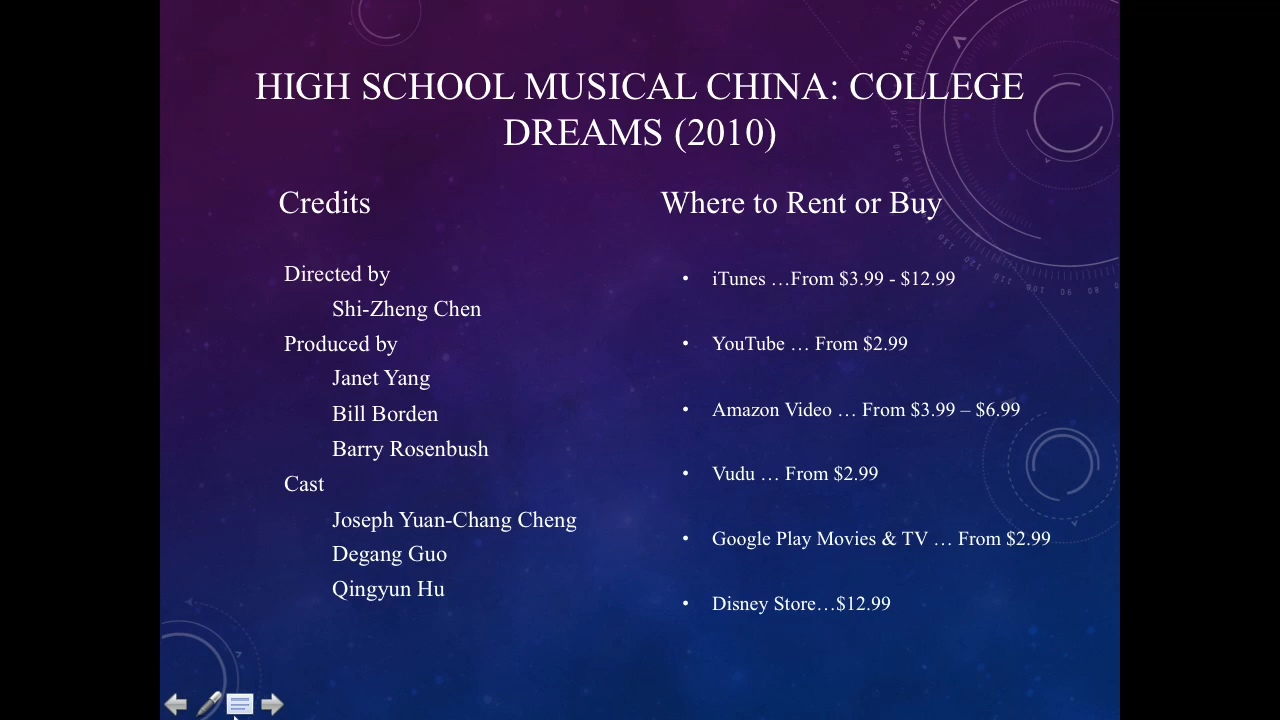 HIGH SCHOOL MUSICAL CHINA: COLLEGE
DREAMS (2010)
Credits
Directed by
Shi-Zheng Chen
Produced by
Janet Yang
Bill Borden
Barry Rosenbush
Cast
Joseph Yuan-Chang Cheng
Degang Guo
Qingyun Hu
Where to Rent or Buy
• iTunes …From $3.99 - $12.99
• YouTube … From $2.99
• Amazon Video … From $3.99 – $6.99
• Vudu … From $2.99
• Google Play Movies & TV … From $2.99
• Disney Store…$12.99